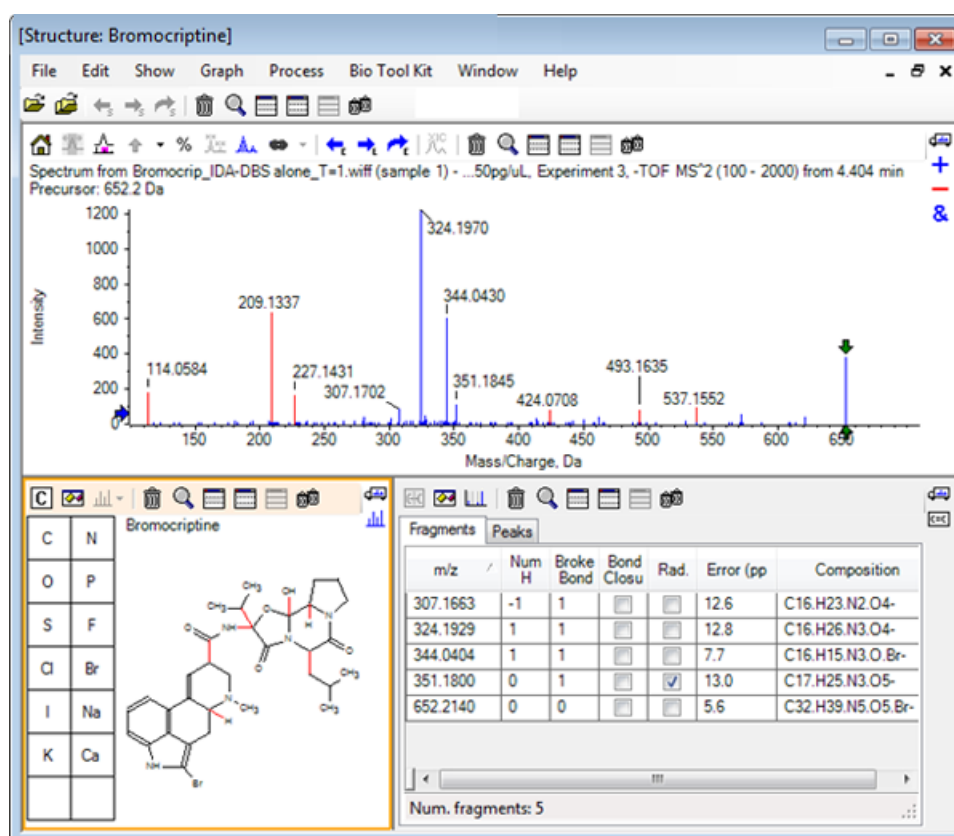 [Structure: Bromocriptine]
File Edit Show Graph Process Bio Tool Kit Window Help
Spectrum from Bromocrip_IDA-DBS alone_T=1.wiff (sample 1) - ...50pg/uL, Experiment 3, -TOF MS^2 (100 - 2000) from 4.404 min
Precursor: 652.2 Da
Intensity
1200
1000
800
600
400
200
0
324.1970
344.0430
209.1337
114.0584
227.1431
307.1702
351.1845
424.0708
493.1635
537.1552
150 200 250 300 350 400 450 500 550 600 650
Mass/Charge, Da
C
Bromocriptine
C N
O P
S F
Cl Br
I Na
K Ca
CH₃
CH₃
OH
O
O
NH
H
N
N
O
O
N
CH₃
H
CH₃
CH₃
NH
Br
Fragments Peaks
m/z Num H Broke Bond Bond Closu Rad. Error (pp Composition
307.1663 -1 1 12.6 C16.H23.N2.O4-
324.1929 1 1 12.8 C16.H26.N3.O4-
344.0404 1 1 7.7 C16.H15.N3.O.Br-
351.1800 0 1 13.0 C17.H25.N3.O5-
652.2140 0 0 5.6 C32.H39.N5.O5.Br-
Num. fragments: 5